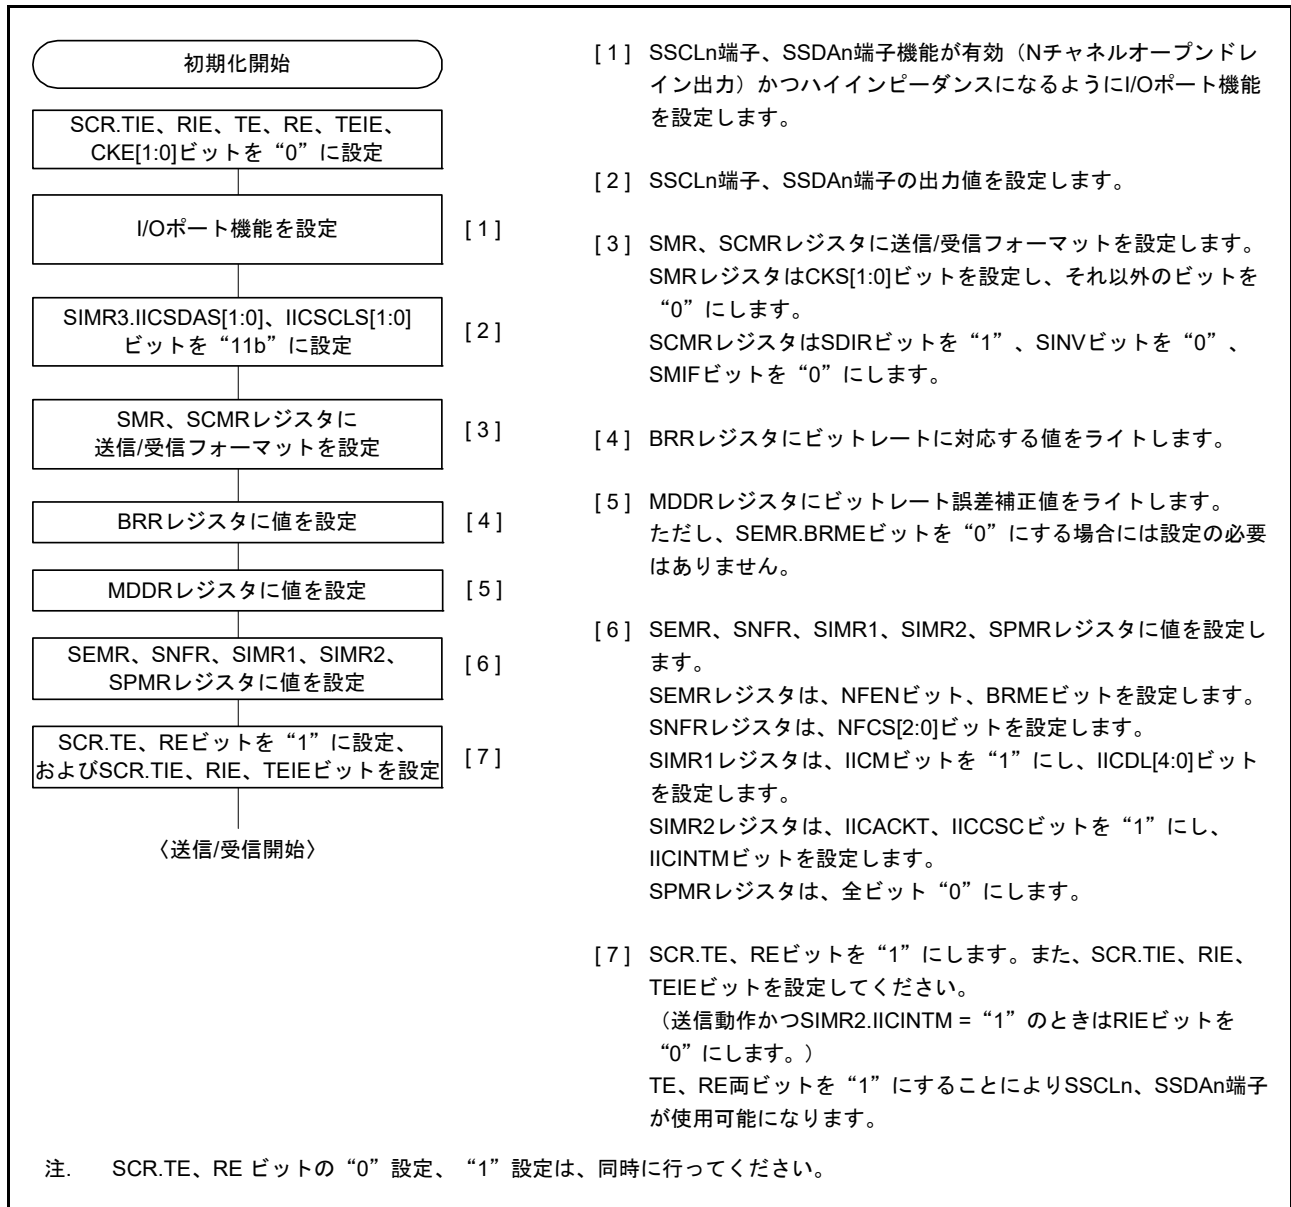 初期化開始
SCR.TIE、RIE、TE、RE、TEIE、
CKE[1:0]ビットを“0”に設定
I/Oポート機能を設定
[ 1 ]
SIMR3.IICSDAS[1:0]、IICSCLS[1:0]
ビットを“11b”に設定
[ 2 ]
SMR、SCMRレジスタに
送信/受信フォーマットを設定
[ 3 ]
BRRレジスタに値を設定
[ 4 ]
MDDRレジスタに値を設定
[ 5 ]
SEMR、SNFR、SIMR1、SIMR2、
SPMRレジスタに値を設定
[ 6 ]
SCR.TE、REビットを“1”に設定、
およびSCR.TIE、RIE、TEIEビットを設定
[ 7 ]
〈送信/受信開始〉
[ 1 ] SSCLn端子、SSDAn端子機能が有効（Nチャネルオープンドレ
イン出力）かつハイインピーダンスになるようにI/Oポート機能
を設定します。
[ 2 ] SSCLn端子、SSDAn端子の出力値を設定します。
[ 3 ] SMR、SCMRレジスタに送信/受信フォーマットを設定します。
SMRレジスタはCKS[1:0]ビットを設定し、それ以外のビットを
“0”にします。
SCMRレジスタはSDIRビットを“1”、SINVビットを“0”、
SMIFビットを“0”にします。
[ 4 ] BRRレジスタにビットレートに対応する値をライトします。
[ 5 ] MDDRレジスタにビットレート誤差補正値をライトします。
ただし、SEMR.BRMEビットを“0”にする場合には設定の必要
はありません。
[ 6 ] SEMR、SNFR、SIMR1、SIMR2、SPMRレジスタに値を設定し
ます。
SEMRレジスタは、NFENビット、BRMEビットを設定します。
SNFRレジスタは、NFCS[2:0]ビットを設定します。
SIMR1レジスタは、IICMビットを“1”にし、IICDL[4:0]ビット
を設定します。
SIMR2レジスタは、IICACKT、IICCSCビットを“1”にし、
IICINTMビットを設定します。
SPMRレジスタは、全ビット“0”にします。
[ 7 ] SCR.TE、REビットを“1”にします。また、SCR.TIE、RIE、
TEIEビットを設定してください。
（送信動作かつSIMR2.IICINTM =“1”のときはRIEビットを
“0”にします。）
TE、RE両ビットを“1”にすることによりSSCLn、SSDAn端子
が使用可能になります。
注. SCR.TE、RE ビットの“0”設定、“1”設定は、同時に行ってください。